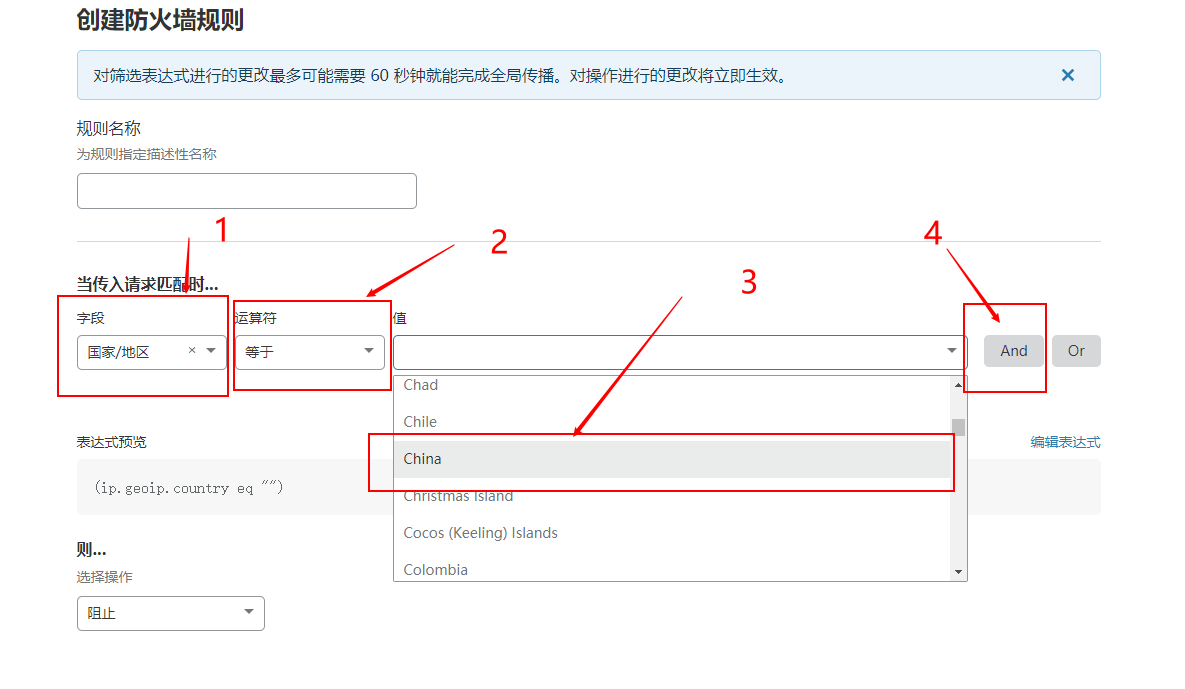 创建防火墙规则
对筛选表达式进行的更改最多可能需要 60 秒钟就能完成全局传播。对操作进行的更改将立即生效。 ×
规则名称
为规则指定描述性名称
1
2
3
4
当传入请求匹配时...
字段 运算符 值
国家/地区 × 等于 And Or
Chad
Chile
China
Christmas Island
Cocos (Keeling) Islands
Colombia
表达式预览 编辑表达式
(ip.geoip.country eq "")
则...
选择操作
阻止